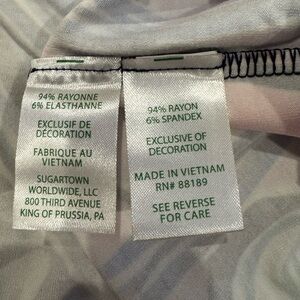 94% RAYONNE
6% ELASTHANNE
EXCLUSIF DE
DÉCORATION
FABRIQUE AU
VIETNAM
SUGARTOWN
WORLDWIDE, LLC
800 THIRD AVENUE
KING OF PRUSSIA, PA
94% RAYON
6% SPANDEX
EXCLUSIVE OF
DECORATION
MADE IN VIETNAM
RN# 88189
SEE REVERSE
FOR CARE